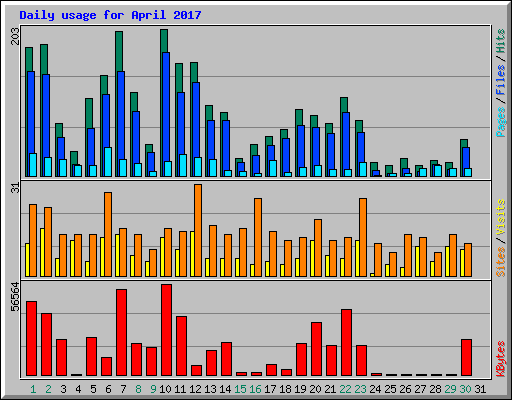 Daily usage for April 2017
203
Pages / Files / Hits
31
Sites / Visits
56564
KBytes
1 2 3 4 5 6 7 8 9 10 11 12 13 14 15 16 17 18 19 20 21 22 23 24 25 26 27 28 29 30 31